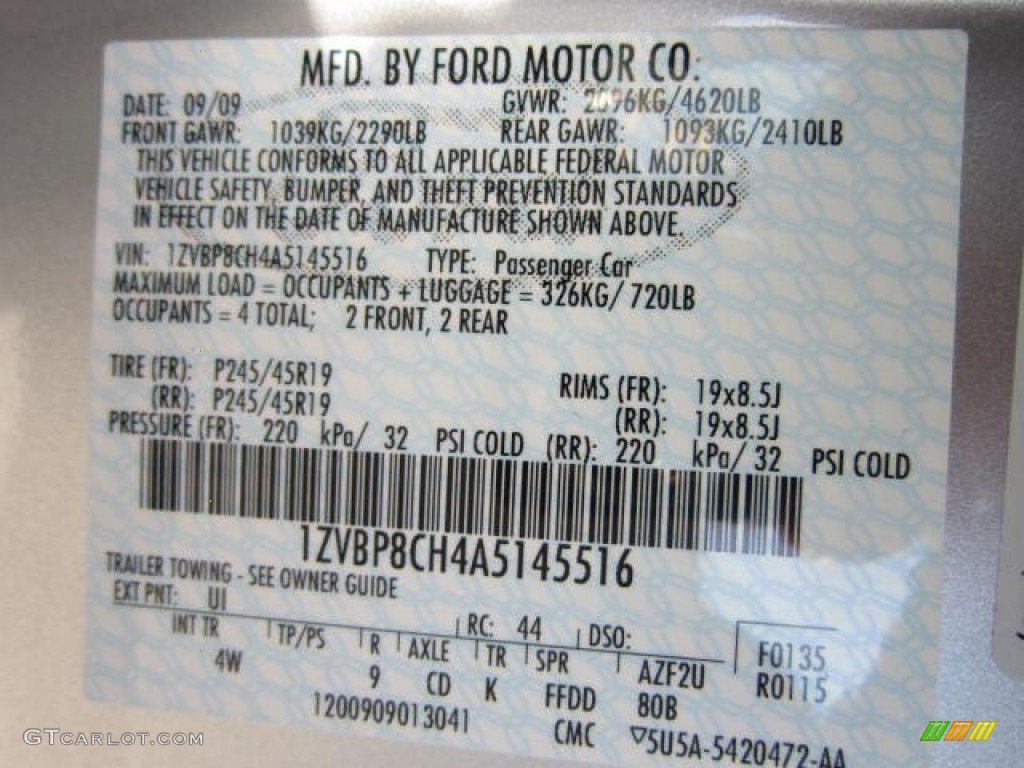 MFD. BY FORD MOTOR CO.
DATE: 09/09 GVWR: 2096KG/4620LB
FRONT GAWR: 1039KG/2290LB REAR GAWR: 1093KG/2410LB
THIS VEHICLE CONFORMS TO ALL APPLICABLE FEDERAL MOTOR
VEHICLE SAFETY, BUMPER, AND THEFT PREVENTION STANDARDS
IN EFFECT ON THE DATE OF MANUFACTURE SHOWN ABOVE.
VIN: 1ZVBP8CH4A5145516 TYPE: Passenger Car
MAXIMUM LOAD = OCCUPANTS + LUGGAGE = 326KG/ 720LB
OCCUPANTS = 4 TOTAL; 2 FRONT, 2 REAR
TIRE (FR): P245/45R19 RIMS (FR): 19x8.5J
(RR): P245/45R19 (RR): 19x8.5J
PRESSURE (FR): 220 kPa/ 32 PSI COLD (RR): 220 kPa/ 32 PSI COLD
1ZVBP8CH4A5145516
TRAILER TOWING - SEE OWNER GUIDE
EXT PNT: UI RC: 44 DSO: F0135
INT TR TP/PS R AXLE TR SPR AZF2U R0115
4W 9 CD K FFDD 80B
1200909013041 CMC ▽5U5A-5420472-AA
GTCARLOT.COM